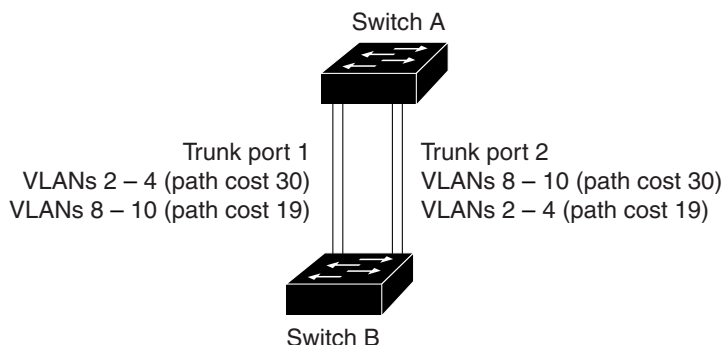 Switch A
Trunk port 1
VLANs 2 – 4 (path cost 30)
VLANs 8 – 10 (path cost 19)
Trunk port 2
VLANs 8 – 10 (path cost 30)
VLANs 2 – 4 (path cost 19)
Switch B